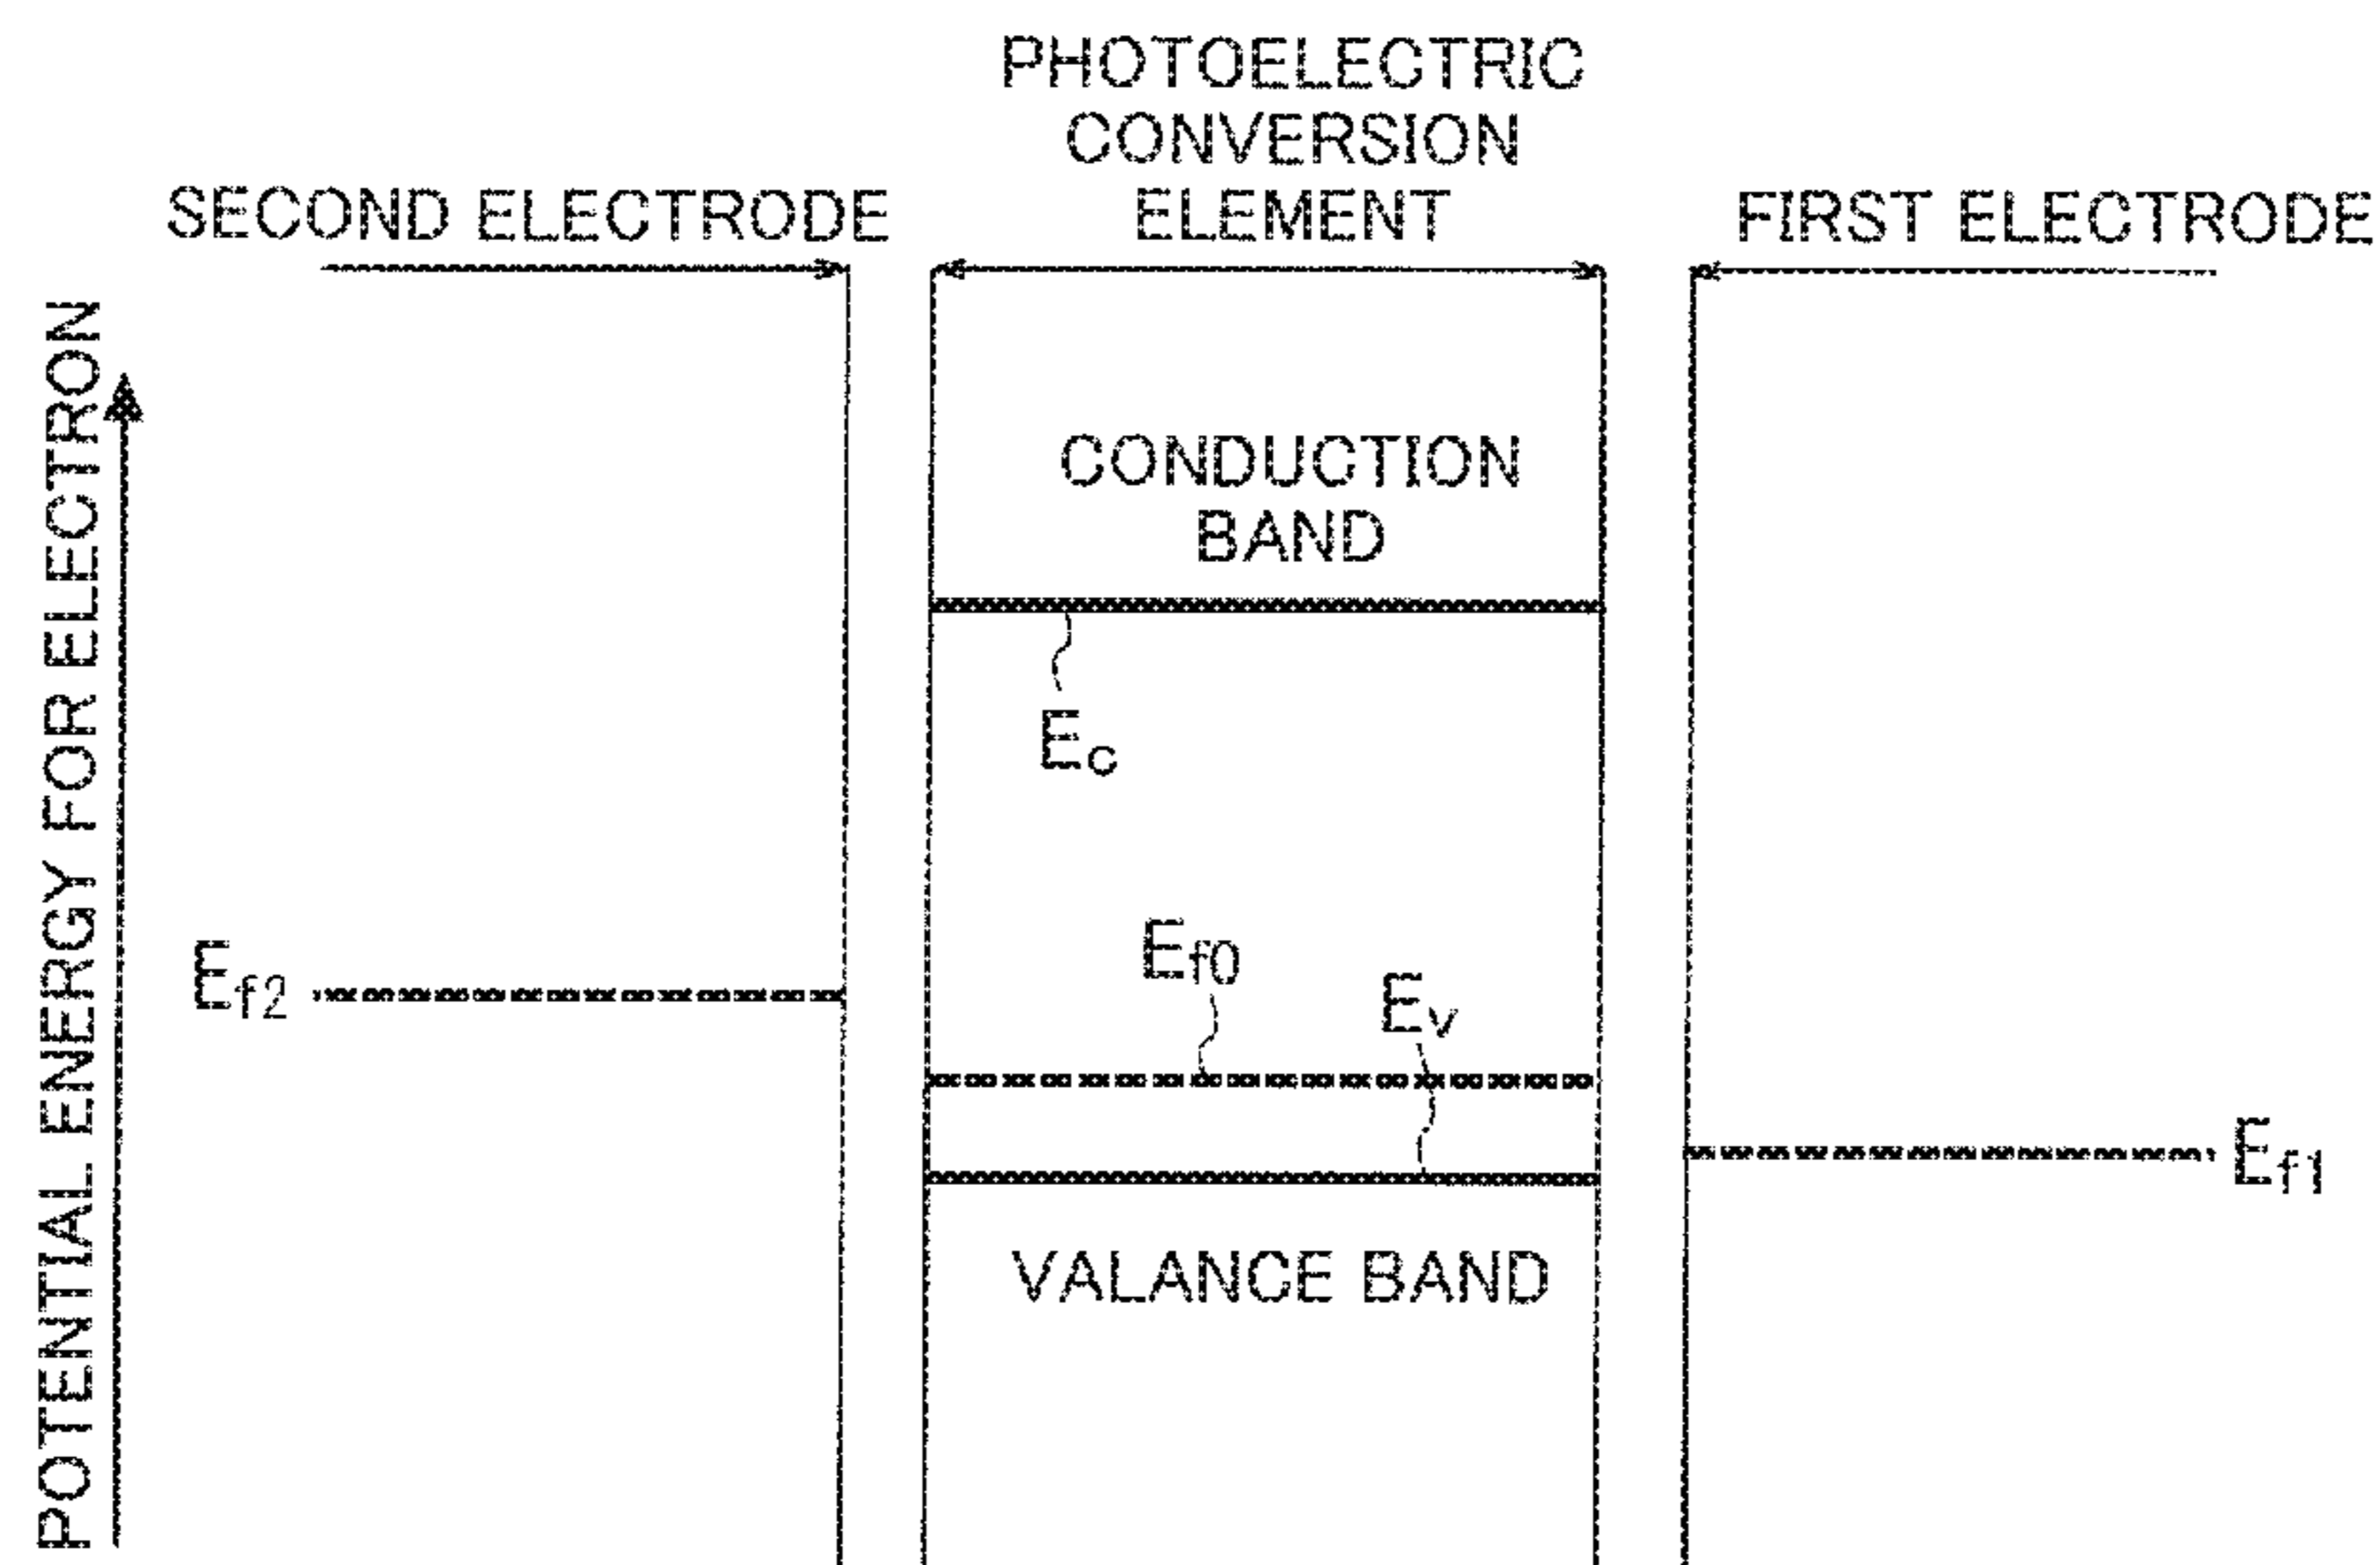 PHOTOELECTRIC
CONVERSION
ELEMENT
SECOND ELECTRODE
FIRST ELECTRODE
POTENTIAL ENERGY FOR ELECTRON
CONDUCTION
BAND
Ec
Ef2
Ef0
Ev
Ef1
VALANCE BAND